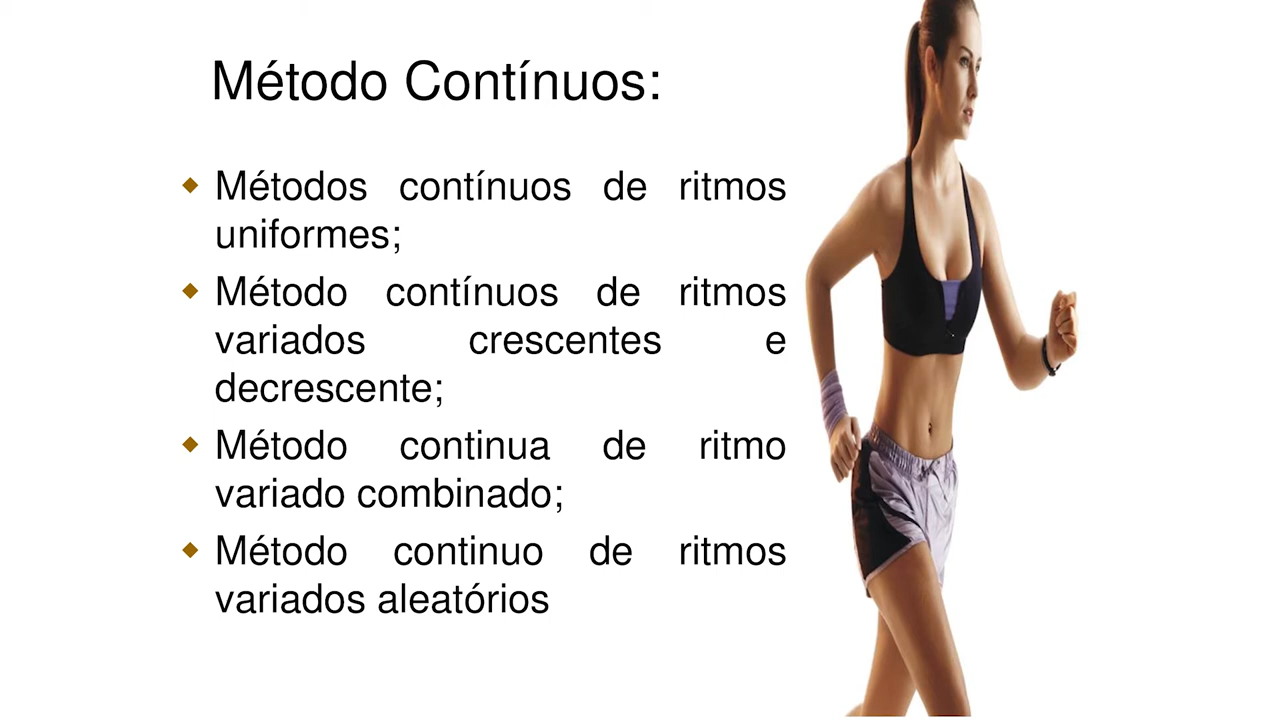 Método Contínuos:
Métodos contínuos de ritmos
uniformes;
Método contínuos de ritmos
variados crescentes e
decrescente;
Método continua de ritmo
variado combinado;
Método continuo de ritmos
variados aleatórios